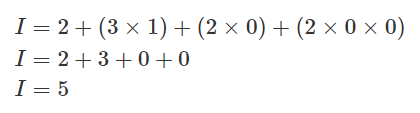 I = 2 + (3 × 1) + (2 × 0) + (2 × 0 × 0)
I = 2 + 3 + 0 + 0
I = 5